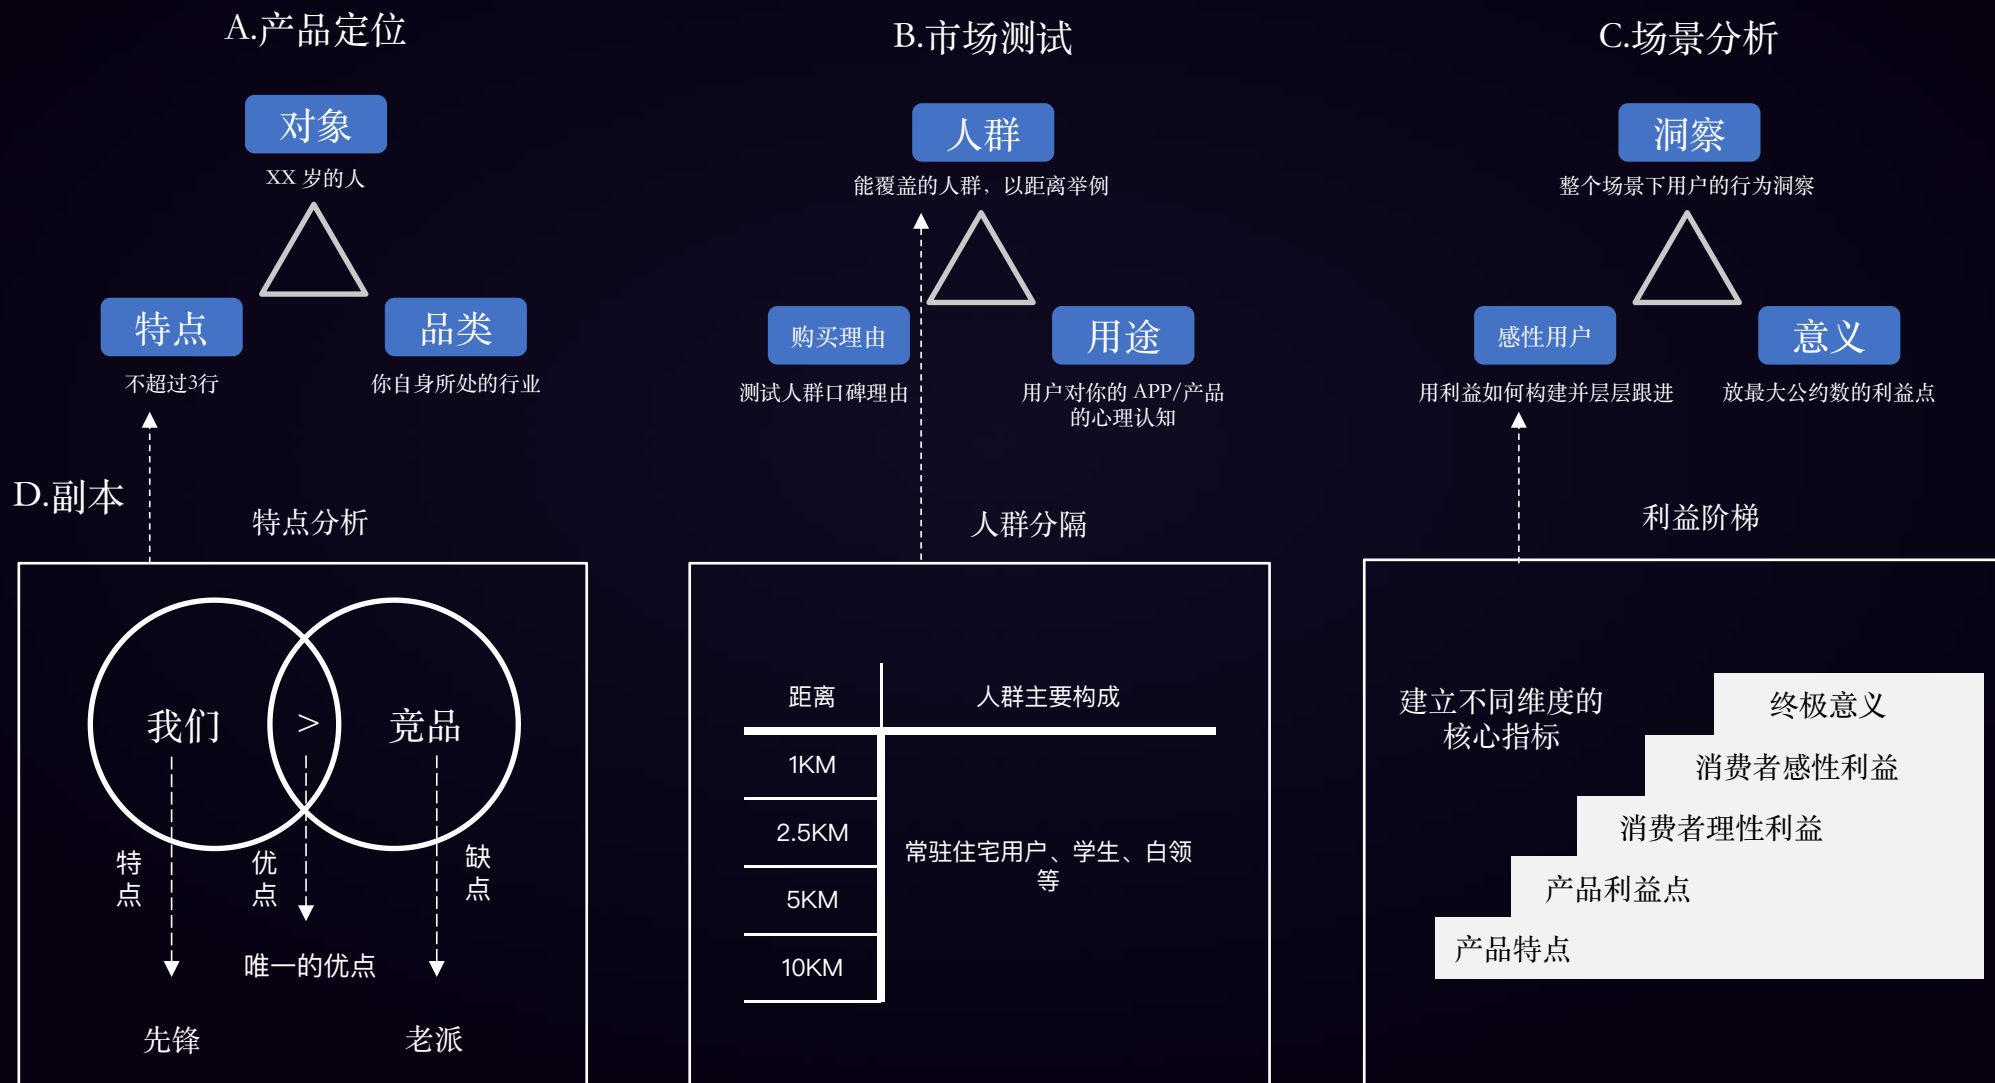 A.产品定位
对象
XX 岁的人
特点
不超过3行
品类
你自身所处的行业
B.市场测试
人群
能覆盖的人群，以距离举例
购买理由
测试人群口碑理由
用途
用户对你的 APP/产品
的心理认知
C.场景分析
洞察
整个场景下用户的行为洞察
感性用户
用利益如何构建并层层跟进
意义
放最大公约数的利益点
D.副本
特点分析
我们
>
竞品
特
点
优
点
缺
点
唯一的优点
先锋
老派
人群分隔
距离
人群主要构成
1KM
2.5KM
5KM
10KM
常驻住宅用户、学生、白领
等
利益阶梯
建立不同维度的
核心指标
终极意义
消费者感性利益
消费者理性利益
产品利益点
产品特点